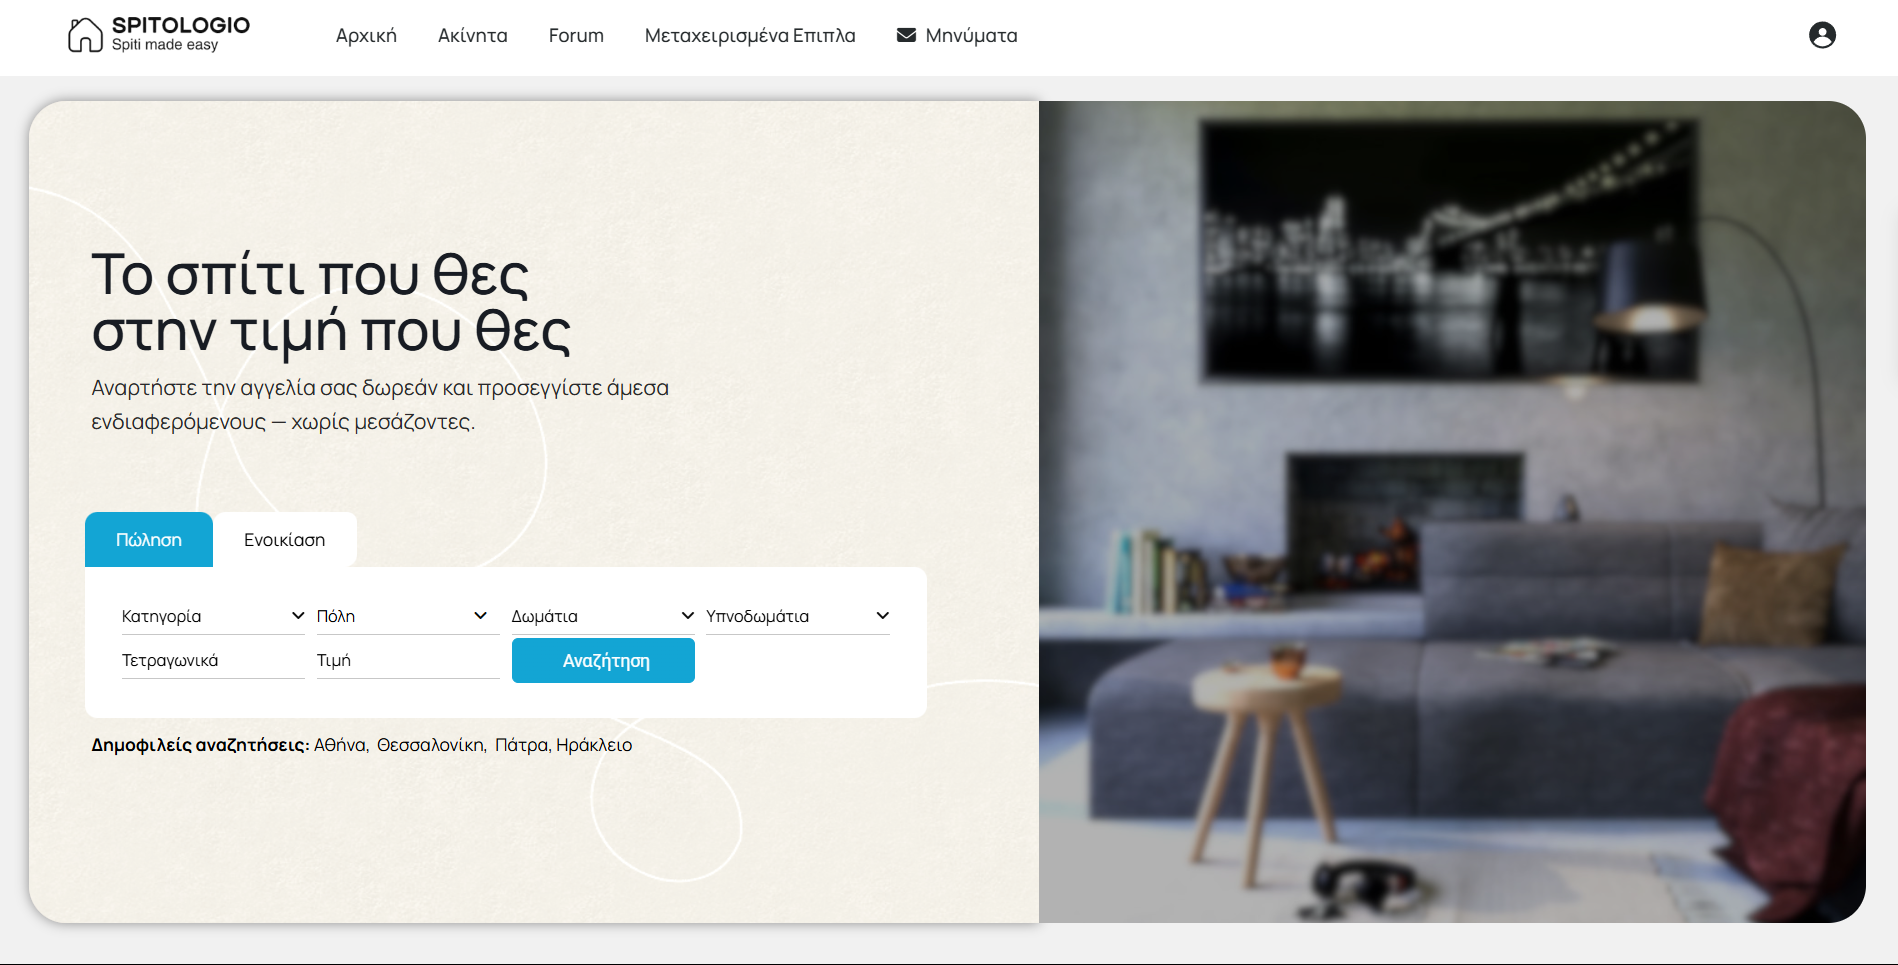 SPITOLOGIO
Spiti made easy
Αρχική
Ακίνητα
Forum
Μεταχειρισμένα Επιπλα
Μηνύματα
Το σπίτι που θες
στην τιμή που θες
Αναρτήστε την αγγελία σας δωρεάν και προσεγγίστε άμεσα
ενδιαφερόμενους — χωρίς μεσάζοντες.
Πώληση
Ενοικίαση
Κατηγορία
Πόλη
Δωμάτια
Υπνοδωμάτια
Τετραγωνικά
Τιμή
Αναζήτηση
Δημοφιλείς αναζητήσεις: Αθήνα, Θεσσαλονίκη, Πάτρα, Ηράκλειο